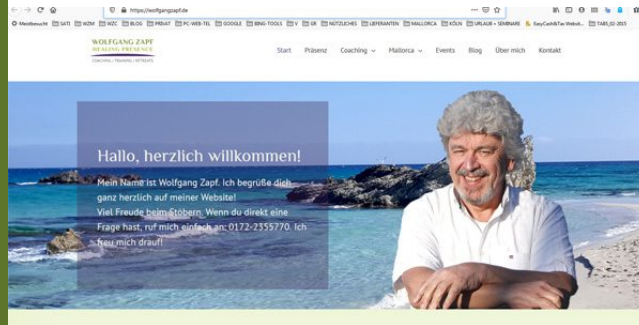 https://wolfgangzapf.de
Meistbesucht SATI WZM WZC BLOG PRIVAT PC-WEB-TEL GOOGLE BING-TOOLS V GR NÜTZLICHES LIEFERANTEN MALLORCA KÖLN URLAUB + SEMINARE EasyCash&Tax Websit... TABS_02-2015
WOLFGANG ZAPF
HEALING PRESENCE
COACHING / TRAINING / RETREATS
Start Präsenz Coaching Mallorca Events Blog Über mich Kontakt
Hallo, herzlich willkommen!
Mein Name ist Wolfgang Zapf. Ich begrüße dich
ganz herzlich auf meiner Website!
Viel Freude beim Stöbern. Wenn du direkt eine
Frage hast, ruf mich einfach an: 0172-2355770. Ich
freu mich drauf!